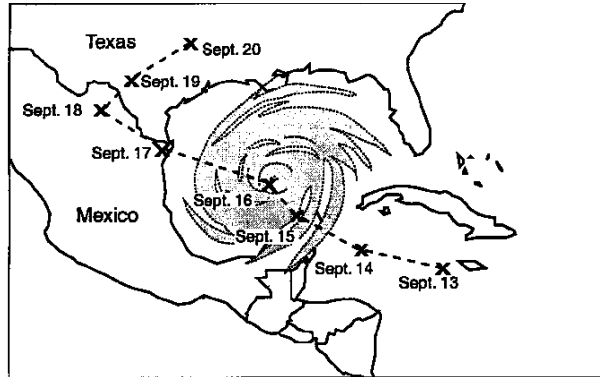 Texas
Sept. 20
Sept. 19
Sept. 18
Sept. 17
Sept. 16
Mexico
Sept. 15
Sept. 14
Sept. 13